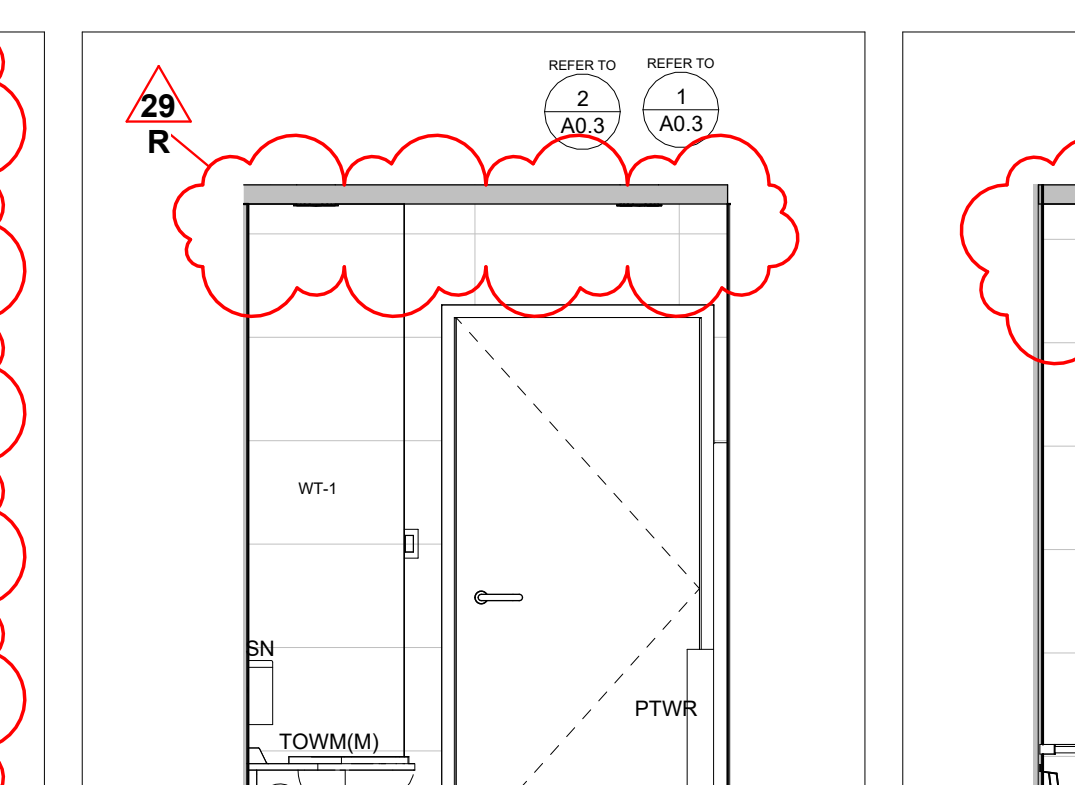 REFER TO
2
A0.3
REFER TO
1
A0.3
29
R
WT-1
SN
PTWR
TOWM(M)